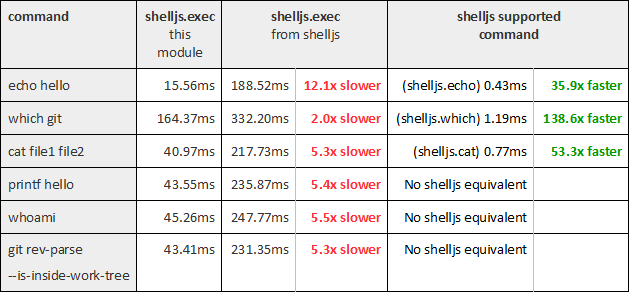 command shelljs.exec shelljs.exec shelljs supported
this from shelljs command
module
echo hello 15.56ms 188.52ms 12.1x slower (shelljs.echo) 0.43ms 35.9x faster
which git 164.37ms 332.20ms 2.0x slower (shelljs.which) 1.19ms 138.6x faster
cat file1 file2 40.97ms 217.73ms 5.3x slower (shelljs.cat) 0.77ms 53.3x faster
printf hello 43.55ms 235.87ms 5.4x slower No shelljs equivalent
whoami 45.26ms 247.77ms 5.5x slower No shelljs equivalent
git rev-parse 43.41ms 231.35ms 5.3x slower No shelljs equivalent
--is-inside-work-tree